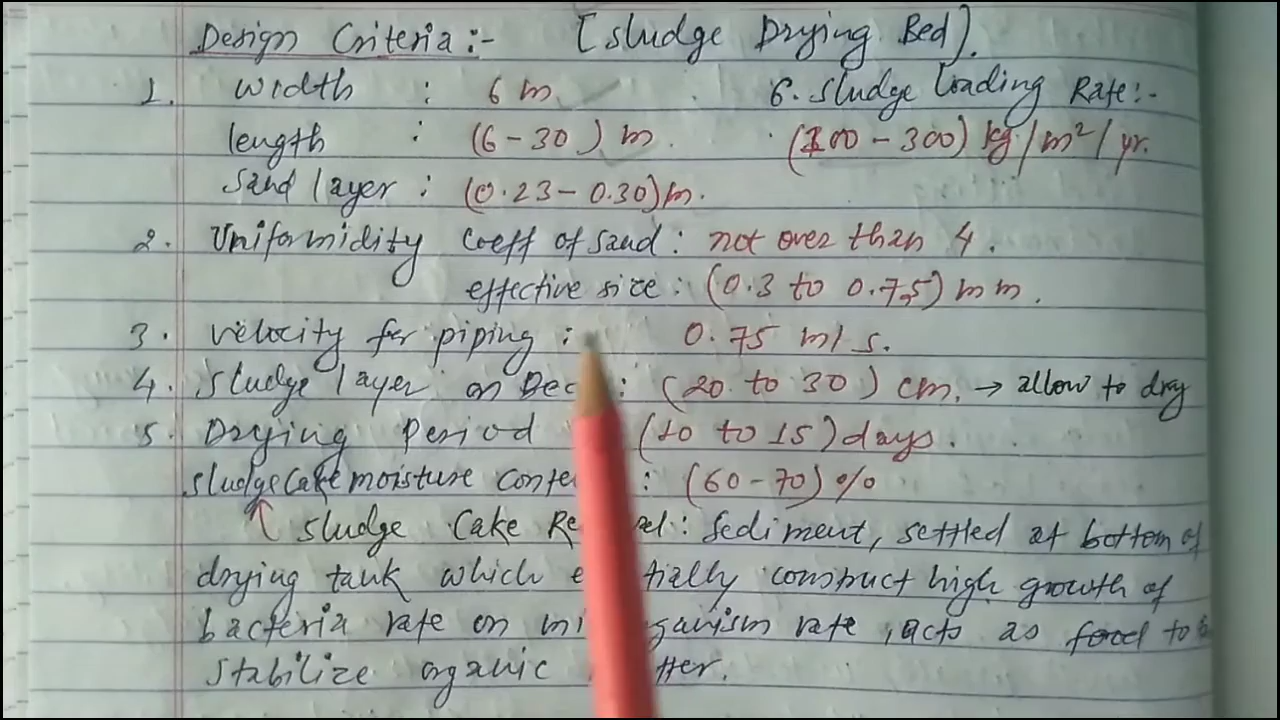 Design Criteria:- [Sludge Drying Bed].
1. width : 6 m
length : (6-30) m.
Sand layer : (0.23-0.30)m.
6. Sludge loading Rate:-
(100-300) kg/m²/yr.
2. Uniformidity coeff of sand: not over than 4.
effective size: (0.3 to 0.75) mm.
3. velocity for piping : 0.75 m/s.
4. Sludge layer on : (20 to 30) cm. → allow to dry
5. Drying Period (10 to 15) days.
Sludge Cake moisture : (60-70) %
Sludge Cake : Sediment, settled at bottom of
drying tank which construct high growth of
bacteria rate on rate, acts as to
stabilize organic